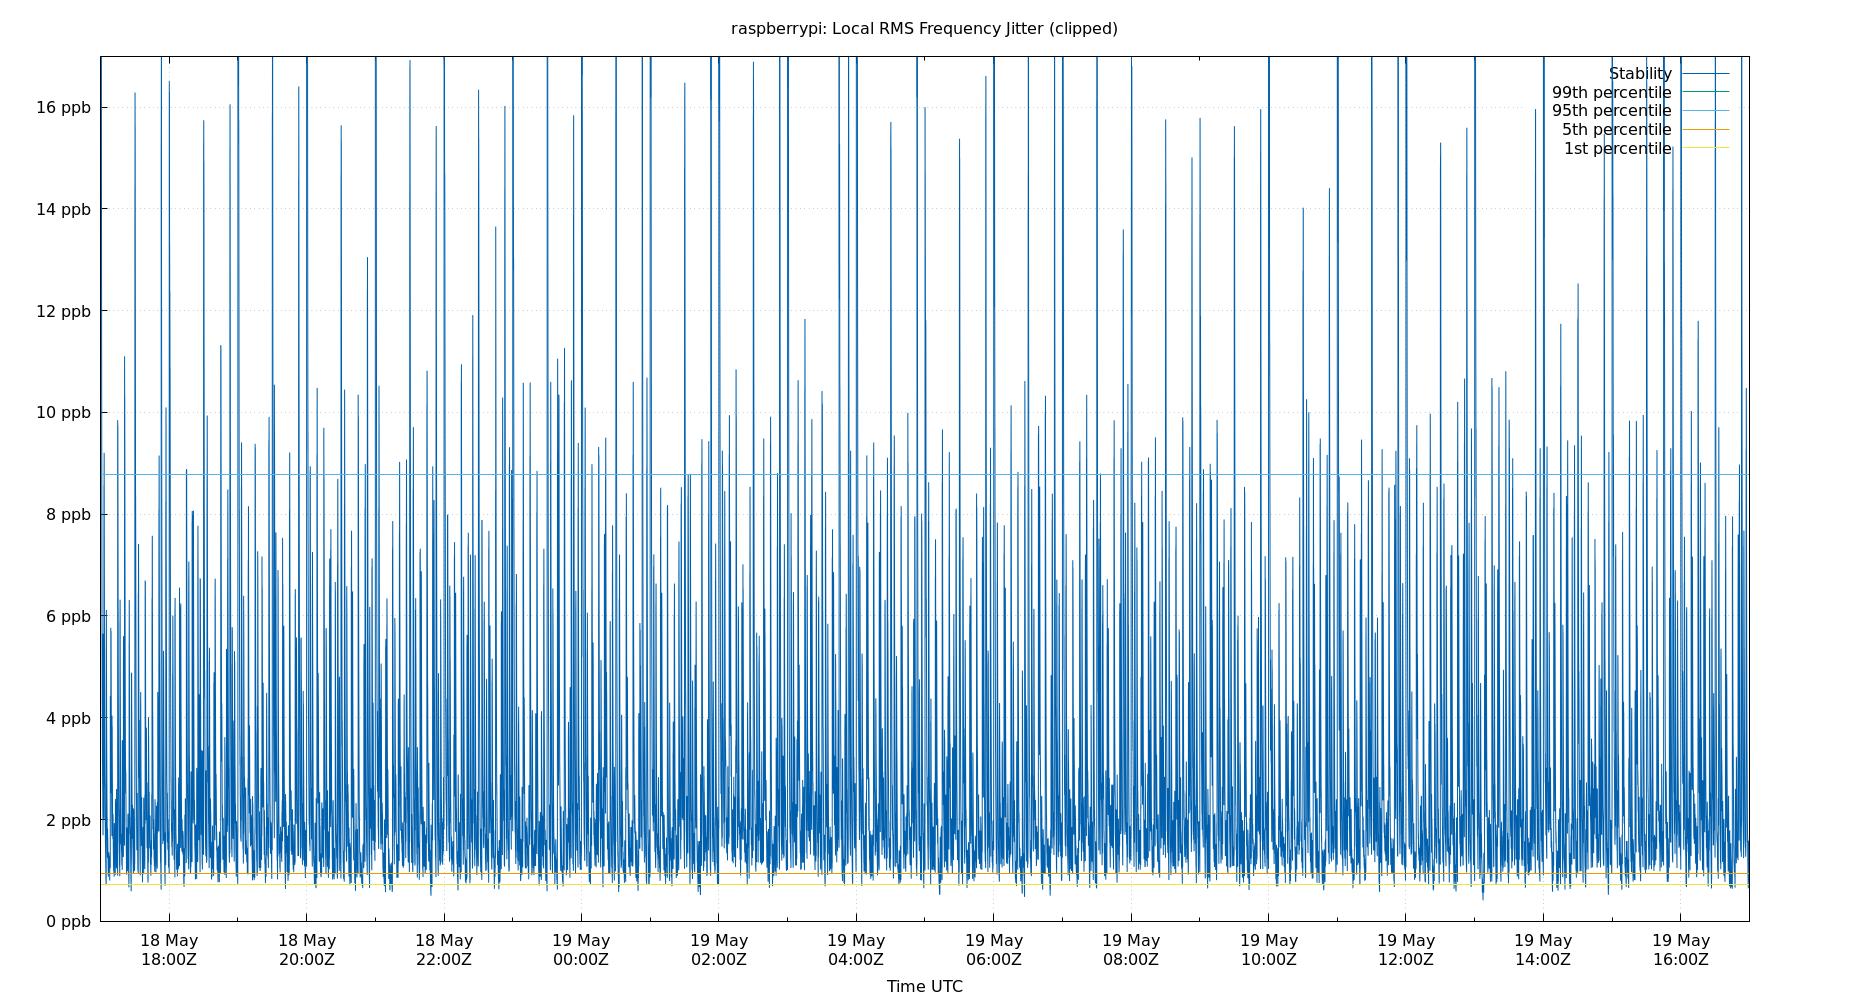 raspberrypi: Local RMS Frequency Jitter (clipped)
Stability
99th percentile
95th percentile
5th percentile
1st percentile
16 ppb
14 ppb
12 ppb
10 ppb
8 ppb
6 ppb
4 ppb
2 ppb
0 ppb
18 May 18 May 18 May 19 May 19 May 19 May 19 May 19 May 19 May 19 May 19 May 19 May
18:00Z 20:00Z 22:00Z 00:00Z 02:00Z 04:00Z 06:00Z 08:00Z 10:00Z 12:00Z 14:00Z 16:00Z
Time UTC